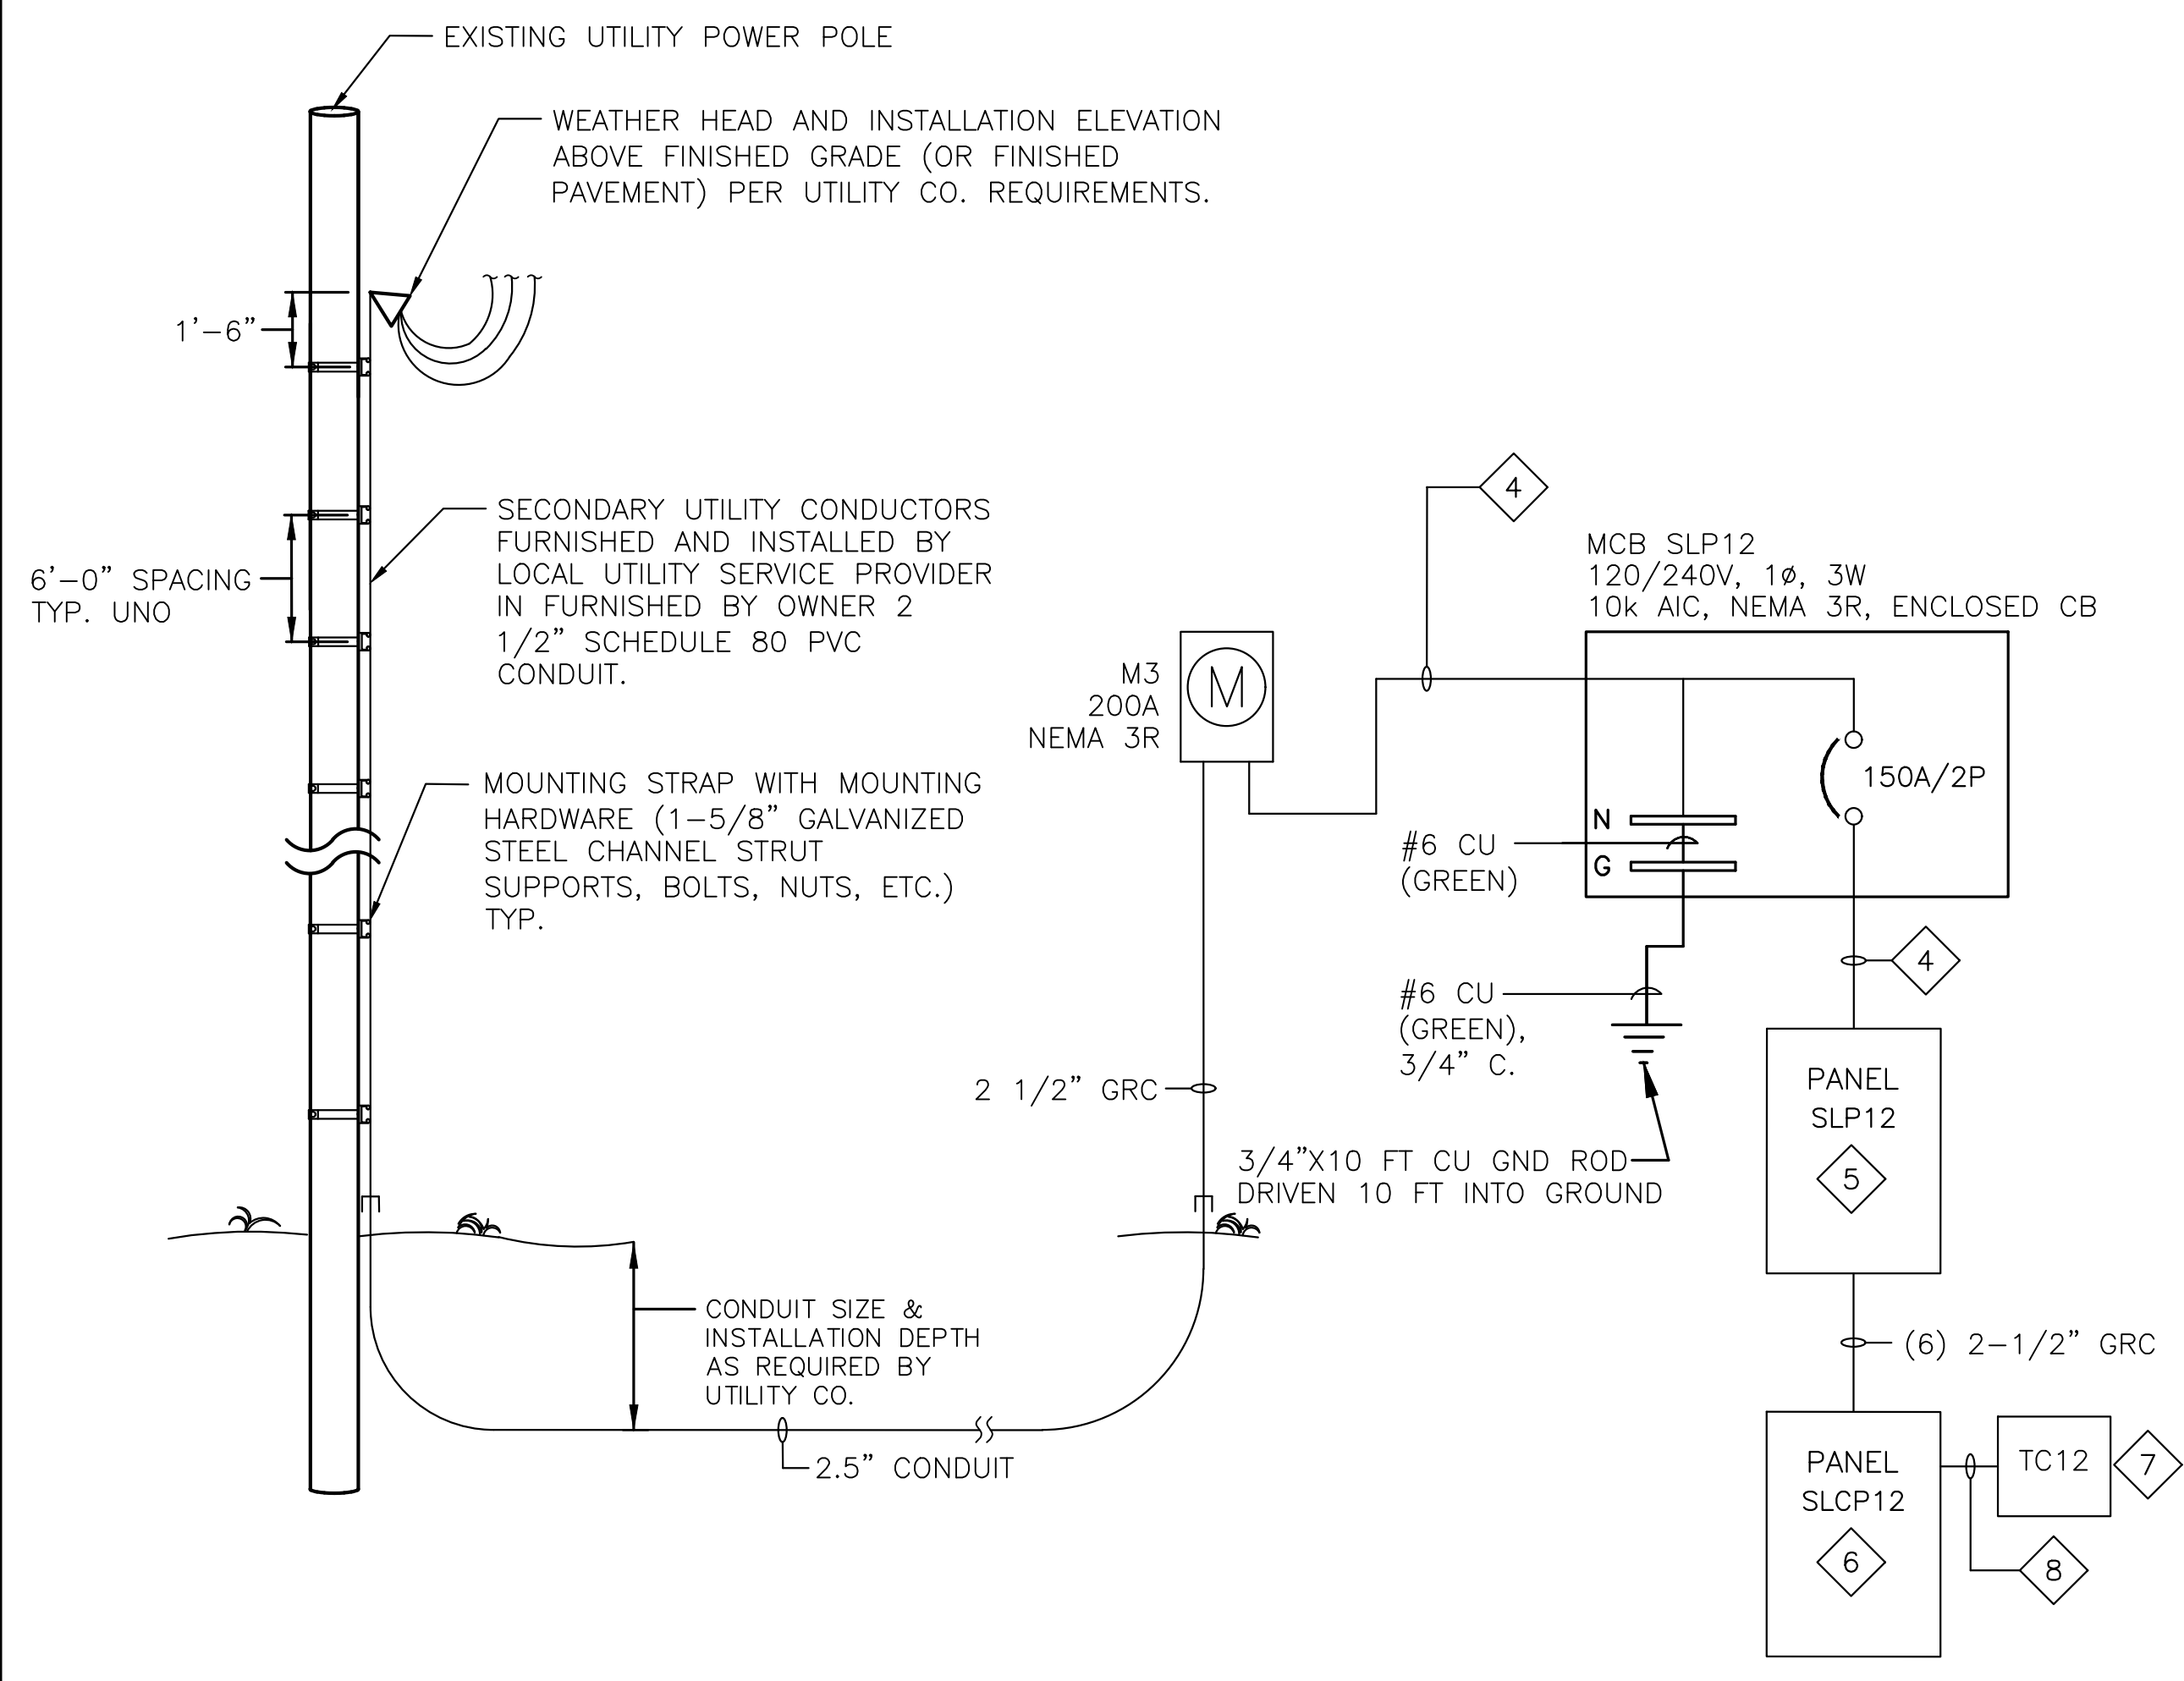 EXISTING UTILITY POWER POLE
WEATHER HEAD AND INSTALLATION ELEVATION
ABOVE FINISHED GRADE (OR FINISHED
PAVEMENT) PER UTILITY CO. REQUIREMENTS.
1'-6"
6'-0" SPACING
TYP. UNO
SECONDARY UTILITY CONDUCTORS
FURNISHED AND INSTALLED BY
LOCAL UTILITY SERVICE PROVIDER
IN FURNISHED BY OWNER 2
1/2" SCHEDULE 80 PVC
CONDUIT.
MOUNTING STRAP WITH MOUNTING
HARDWARE (1-5/8" GALVANIZED
STEEL CHANNEL STRUT
SUPPORTS, BOLTS, NUTS, ETC.)
TYP.
M3
200A
NEMA 3R
M
4
MCB SLP12
120/240V, 1ø, 3W
10k AIC, NEMA 3R, ENCLOSED CB
150A/2P
N
G
#6 CU
(GREEN)
4
#6 CU
(GREEN),
3/4" C.
2 1/2" GRC
3/4"X10 FT CU GND ROD
DRIVEN 10 FT INTO GROUND
PANEL
SLP12
5
CONDUIT SIZE &
INSTALLATION DEPTH
AS REQUIRED BY
UTILITY CO.
2.5" CONDUIT
(6) 2-1/2" GRC
PANEL
SLCP12
6
TC12
7
8